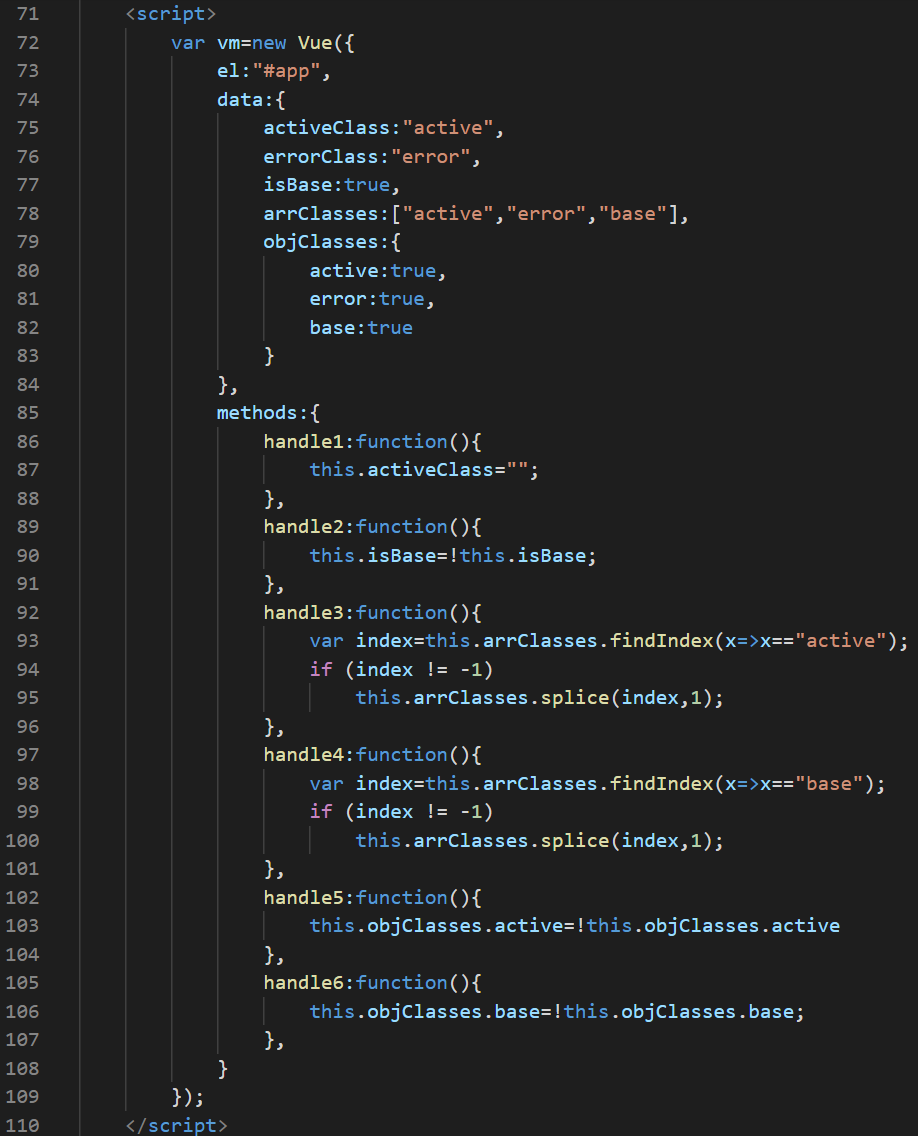 71 <script>
72 var vm=new Vue({
73 el:"#app",
74 data:{
75 activeClass:"active",
76 errorClass:"error",
77 isBase:true,
78 arrClasses:["active","error","base"],
79 objClasses:{
80 active:true,
81 error:true,
82 base:true
83 }
84 },
85 methods:{
86 handle1:function(){
87 this.activeClass="";
88 },
89 handle2:function(){
90 this.isBase=!this.isBase;
91 },
92 handle3:function(){
93 var index=this.arrClasses.findIndex(x=>x=="active");
94 if (index != -1)
95 this.arrClasses.splice(index,1);
96 },
97 handle4:function(){
98 var index=this.arrClasses.findIndex(x=>x=="base");
99 if (index != -1)
100 this.arrClasses.splice(index,1);
101 },
102 handle5:function(){
103 this.objClasses.active=!this.objClasses.active
104 },
105 handle6:function(){
106 this.objClasses.base=!this.objClasses.base;
107 },
108 }
109 });
110 </script>